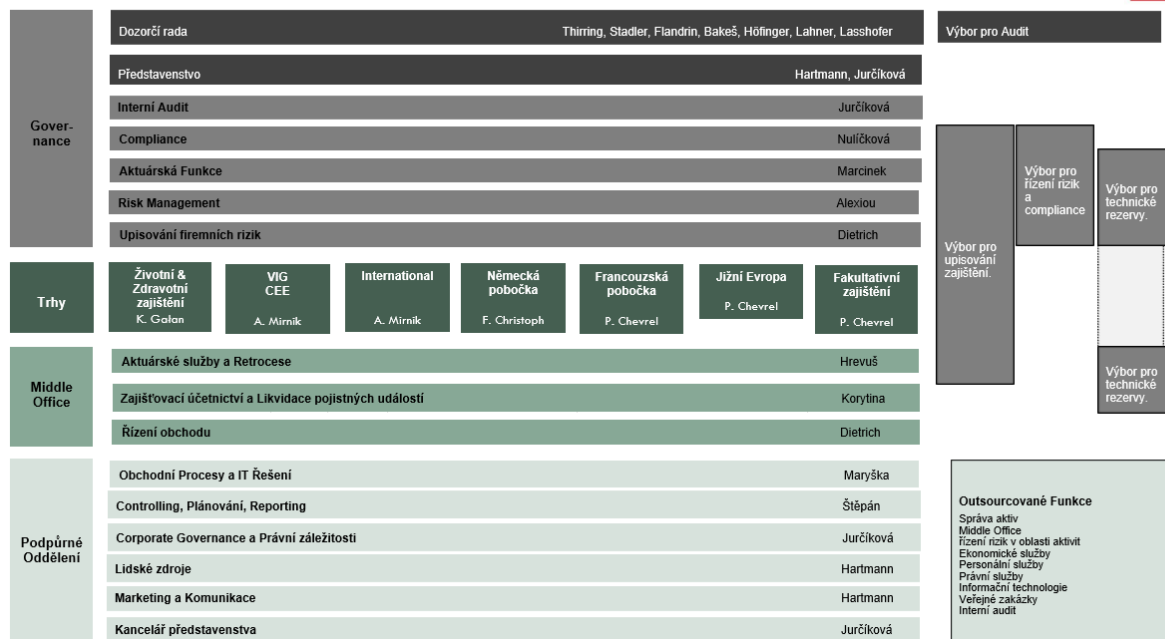 Dozorčí rada Thirring, Stadler, Flandrin, Bakeš, Höfinger, Lahner, Lasshofer
Výbor pro Audit
Představenstvo Hartmann, Jurčíková
Gover-
nance
Interní Audit Jurčíková
Compliance Nulíčková
Aktuárská Funkce Marcinek
Risk Management Alexiou
Upisování firemních rizik Dietrich
Výbor pro
upisování
zajištění.
Výbor pro
řízení rizik
a
compliance
Výbor pro
technické
rezervy.
Trhy
Životní &
Zdravotní
zajištění
K. Gałan
VIG
CEE
A. Mirnik
International
A. Mirnik
Německá
pobočka
F. Christoph
Francouzská
pobočka
P. Chevrel
Jižní Evropa
P. Chevrel
Fakultativní
zajištění
P. Chevrel
Middle
Office
Aktuárské služby a Retrocese Hrevuš
Zajišťovací účetnictví a Likvidace pojistných událostí Korytina
Řízení obchodu Dietrich
Výbor pro
technické
rezervy.
Podpůrné
Oddělení
Obchodní Procesy a IT Řešení Maryška
Controlling, Plánování, Reporting Štěpán
Corporate Governance a Právní záležitosti Jurčíková
Lidské zdroje Hartmann
Marketing a Komunikace Hartmann
Kancelář představenstva Jurčíková
Outsourcované Funkce
Správa aktiv
Middle Office
řízení rizik v oblasti aktivit
Ekonomické služby
Personální služby
Právní služby
Informační technologie
Veřejné zakázky
Interní audit